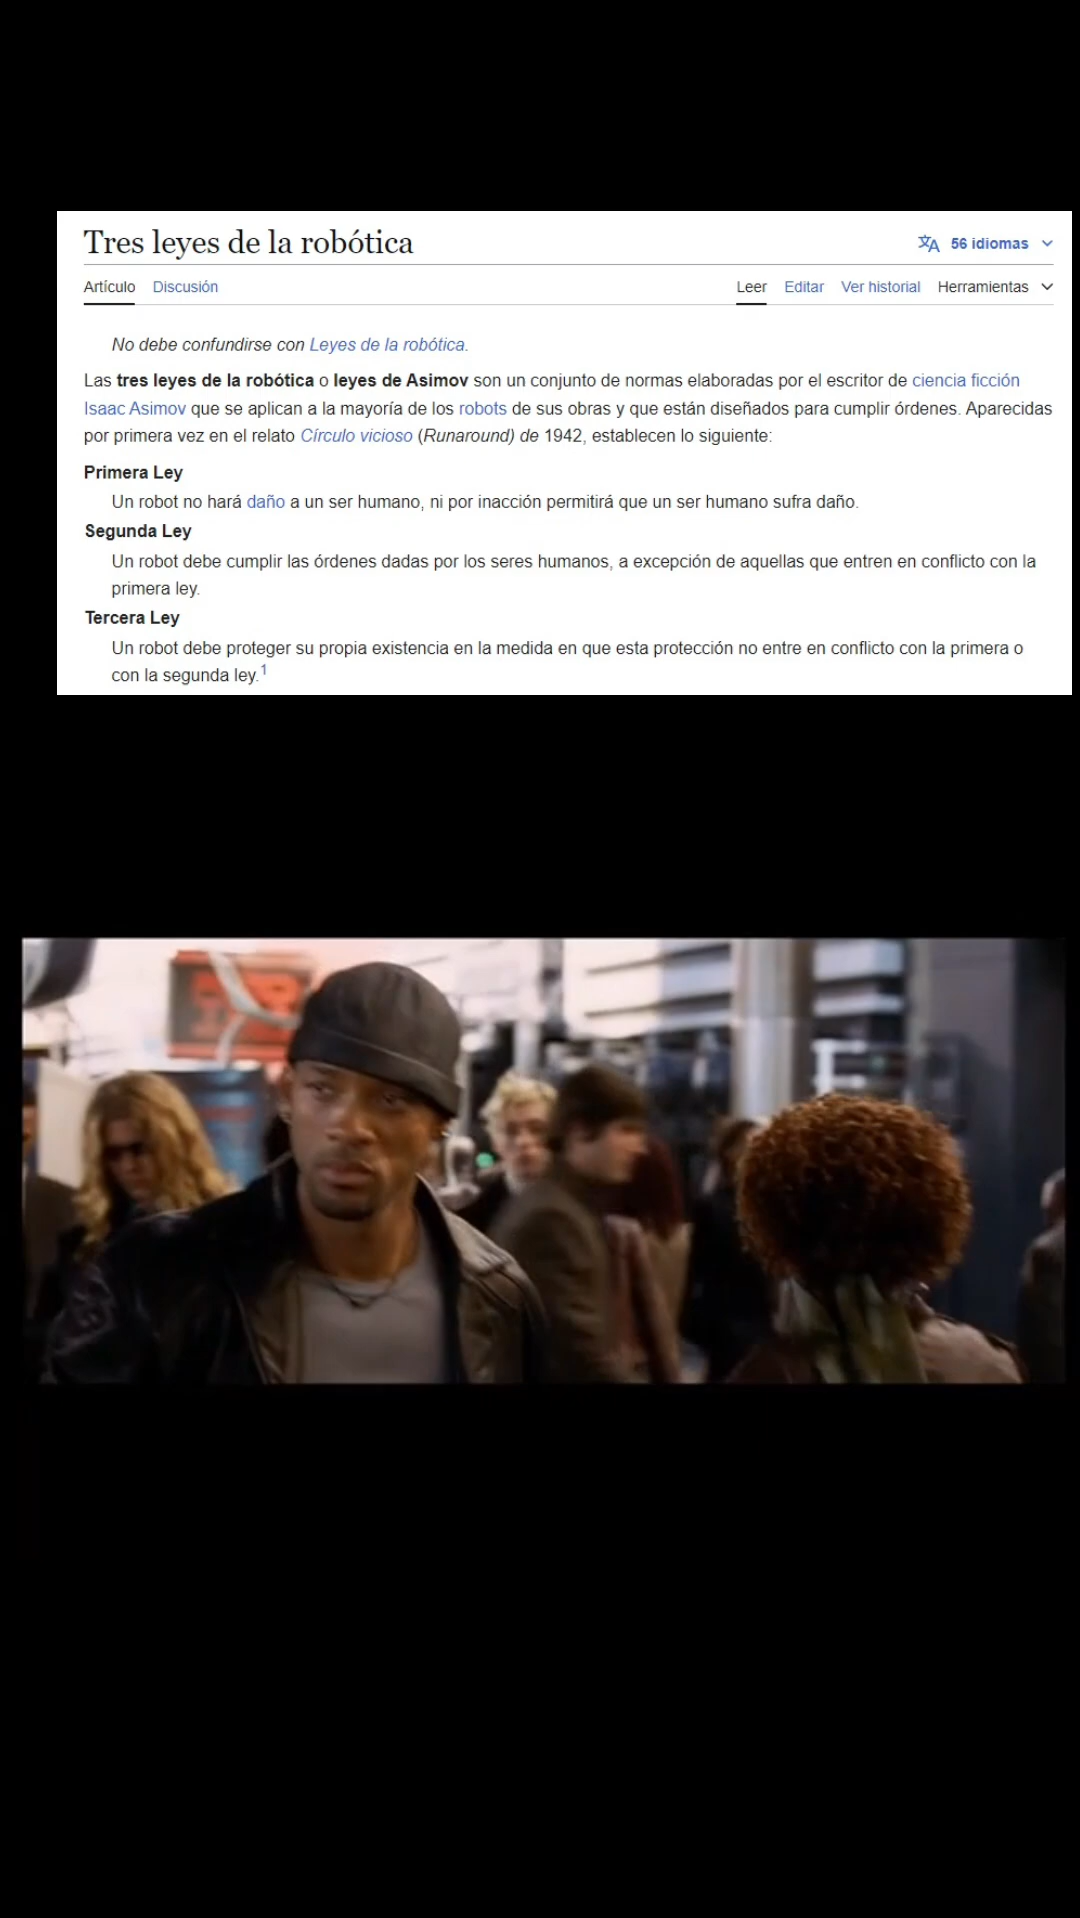 Tres leyes de la robótica
56 idiomas
Artículo Discusión Leer Editar Ver historial Herramientas
No debe confundirse con Leyes de la robótica.
Las tres leyes de la robótica o leyes de Asimov son un conjunto de normas elaboradas por el escritor de ciencia ficción
Isaac Asimov que se aplican a la mayoría de los robots de sus obras y que están diseñados para cumplir órdenes. Aparecidas
por primera vez en el relato Círculo vicioso (Runaround) de 1942, establecen lo siguiente:
Primera Ley
Un robot no hará daño a un ser humano, ni por inacción permitirá que un ser humano sufra daño.
Segunda Ley
Un robot debe cumplir las órdenes dadas por los seres humanos, a excepción de aquellas que entren en conflicto con la
primera ley.
Tercera Ley
Un robot debe proteger su propia existencia en la medida en que esta protección no entre en conflicto con la primera o
con la segunda ley.1